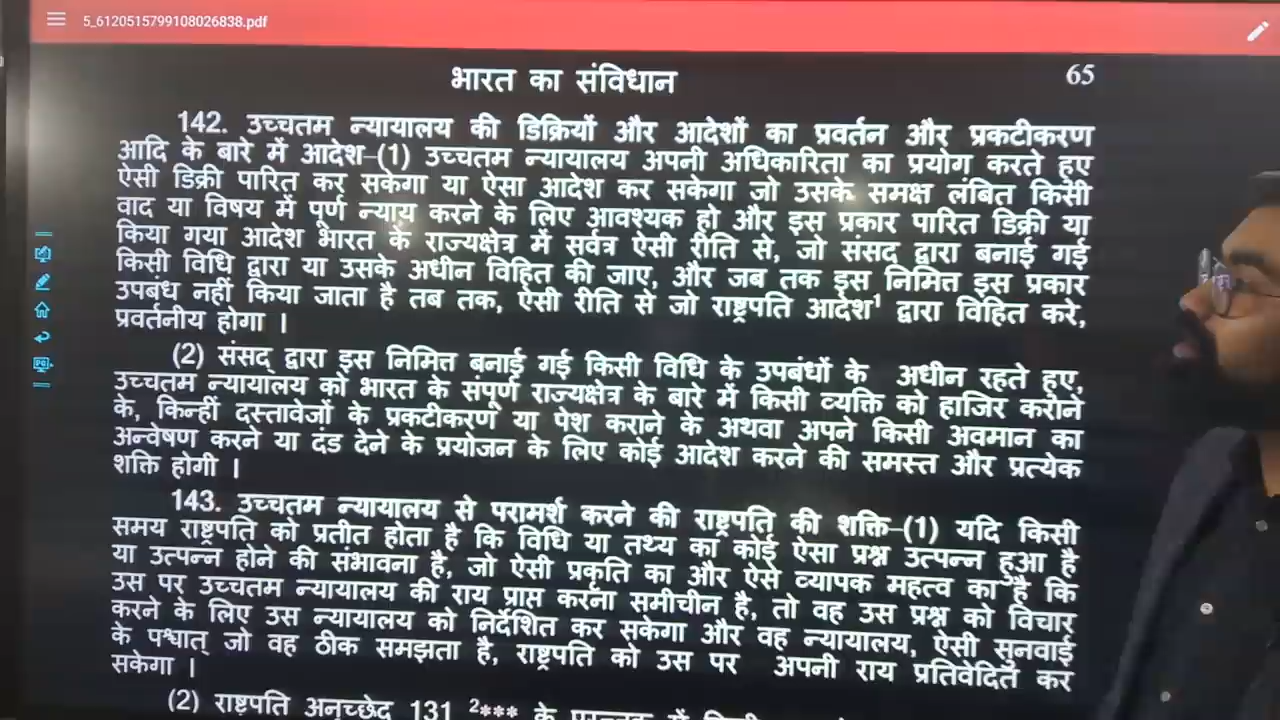 5_6120515799108026838.pdf
भारत का संविधान 65
142. उच्चतम न्यायालय की डिक्रियों और आदेशों का प्रवर्तन और प्रकटीकरण
आदि के बारे में आदेश–(1) उच्चतम न्यायालय अपनी अधिकारिता का प्रयोग करते हुए
ऐसी डिक्री पारित कर सकेगा या ऐसा आदेश कर सकेगा जो उसके समक्ष लंबित किसी
वाद या विषय में पूर्ण न्याय करने के लिए आवश्यक हो और इस प्रकार पारित डिक्री या
किया गया आदेश भारत के राज्यक्षेत्र में सर्वत्र ऐसी रीति से, जो संसद द्वारा बनाई गई
किसी विधि द्वारा या उसके अधीन विहित की जाए, और जब तक इस निमित्त इस प्रकार
उपबंध नहीं किया जाता है तब तक, ऐसी रीति से जो राष्ट्रपति आदेश¹ द्वारा विहित करे,
प्रवर्तनीय होगा ।
(2) संसद् द्वारा इस निमित्त बनाई गई किसी विधि के उपबंधों के अधीन रहते हुए,
उच्चतम न्यायालय को भारत के संपूर्ण राज्यक्षेत्र के बारे में किसी व्यक्ति को हाजिर कराने
के, किन्हीं दस्तावेजों के प्रकटीकरण या पेश कराने के अथवा अपने किसी अवमान का
अन्वेषण करने या दंड देने के प्रयोजन के लिए कोई आदेश करने की समस्त और प्रत्येक
शक्ति होगी ।
143. उच्चतम न्यायालय से परामर्श करने की राष्ट्रपति की शक्ति–(1) यदि किसी
समय राष्ट्रपति को प्रतीत होता है कि विधि या तथ्य का कोई ऐसा प्रश्न उत्पन्न हुआ है
या उत्पन्न होने की संभावना है, जो ऐसी प्रकृति का और ऐसे व्यापक महत्व का है कि
उस पर उच्चतम न्यायालय की राय प्राप्त करना समीचीन है, तो वह उस प्रश्न को विचार
करने के लिए उस न्यायालय को निर्देशित कर सकेगा और वह न्यायालय, ऐसी सुनवाई
के पश्चात् जो वह ठीक समझता है, राष्ट्रपति को उस पर अपनी राय प्रतिवेदित कर
सकेगा ।
(2) राष्ट्रपति अनुच्छेद 131 ²*** के